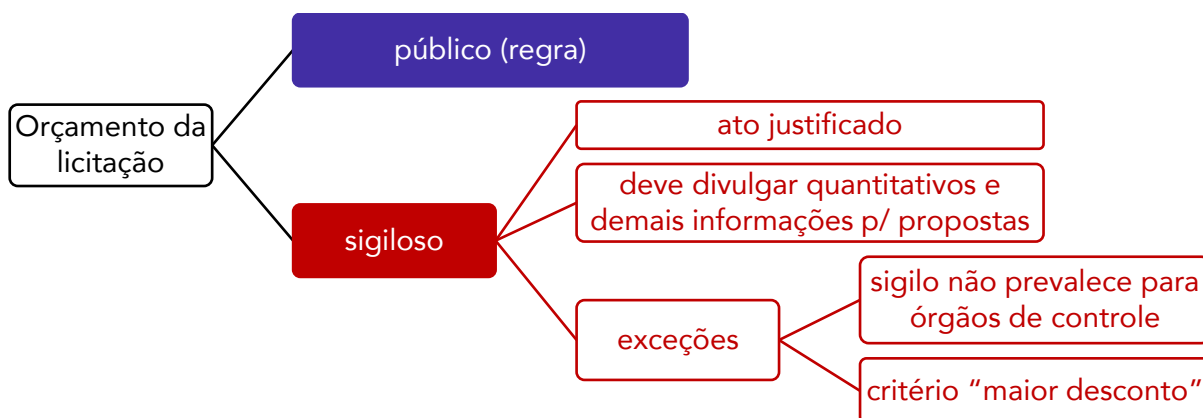 público (regra)
Orçamento da
licitação
sigiloso
ato justificado
deve divulgar quantitativos e
demais informações p/ propostas
exceções
sigilo não prevalece para
órgãos de controle
critério “maior desconto”